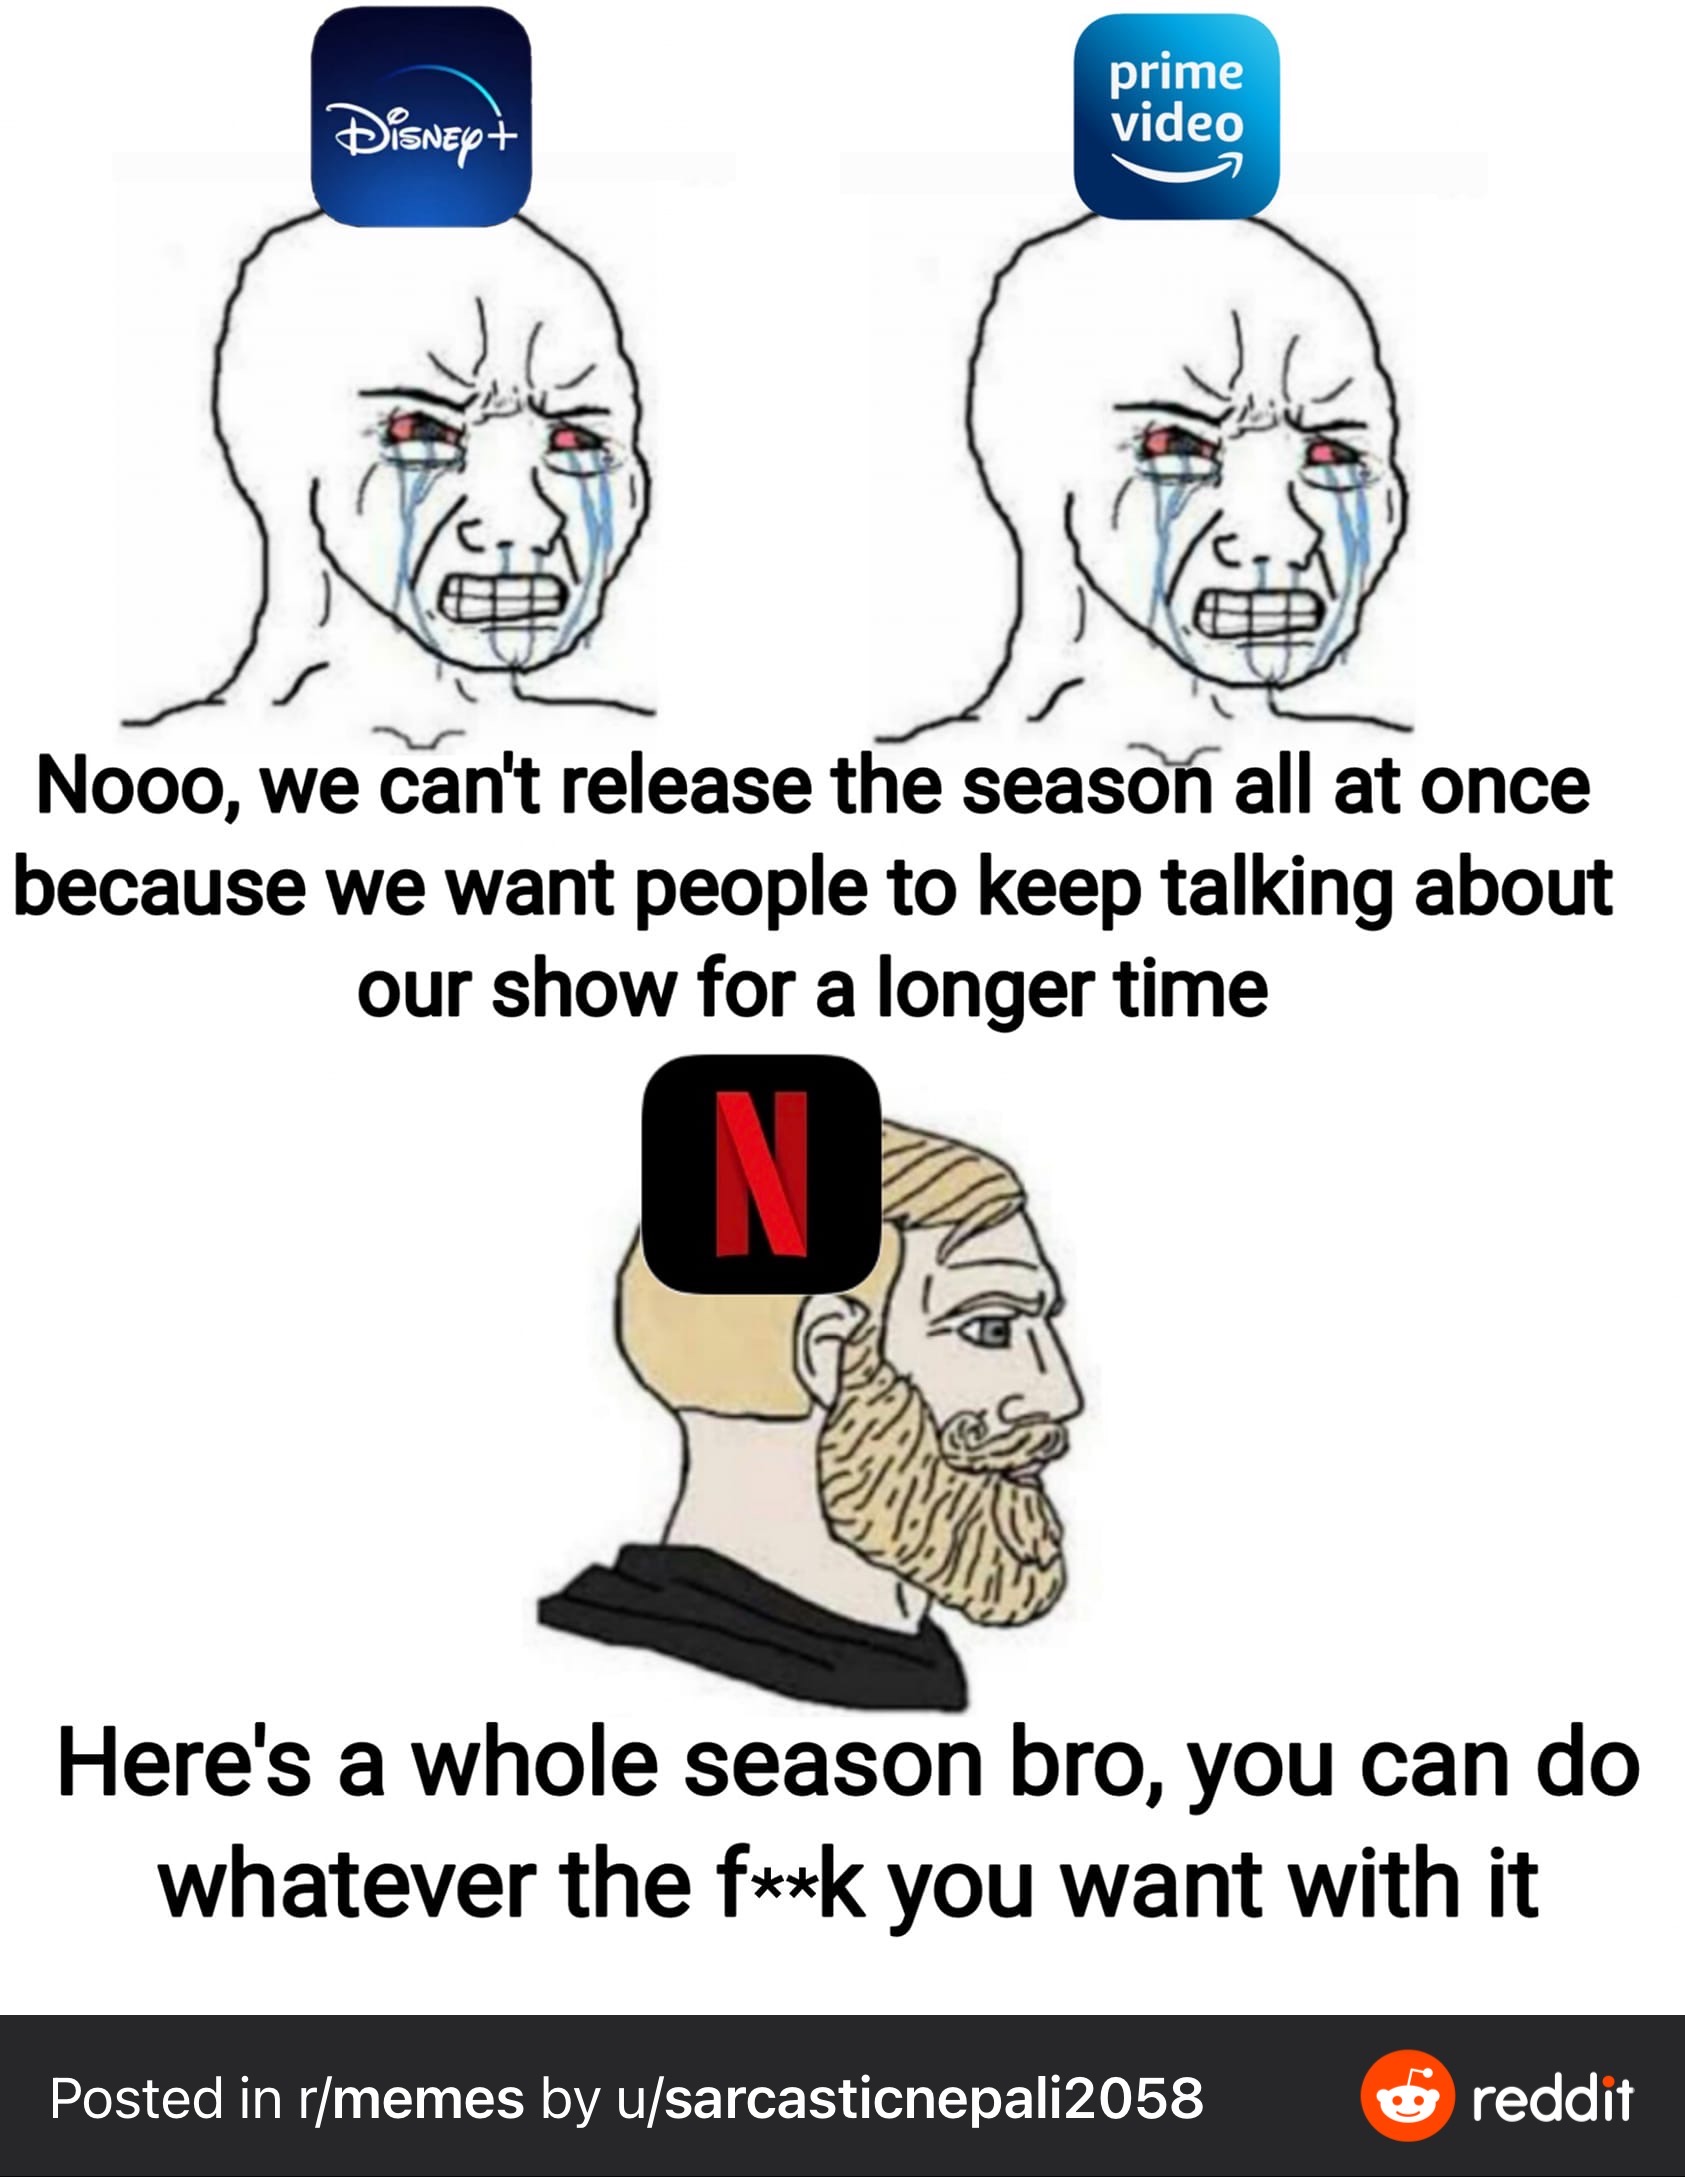 Disney+
prime
video
Nooo, we can't release the season all at once
because we want people to keep talking about
our show for a longer time
N
Here's a whole season bro, you can do
whatever the f**k you want with it
Posted in r/memes by u/sarcasticnepali2058
reddit